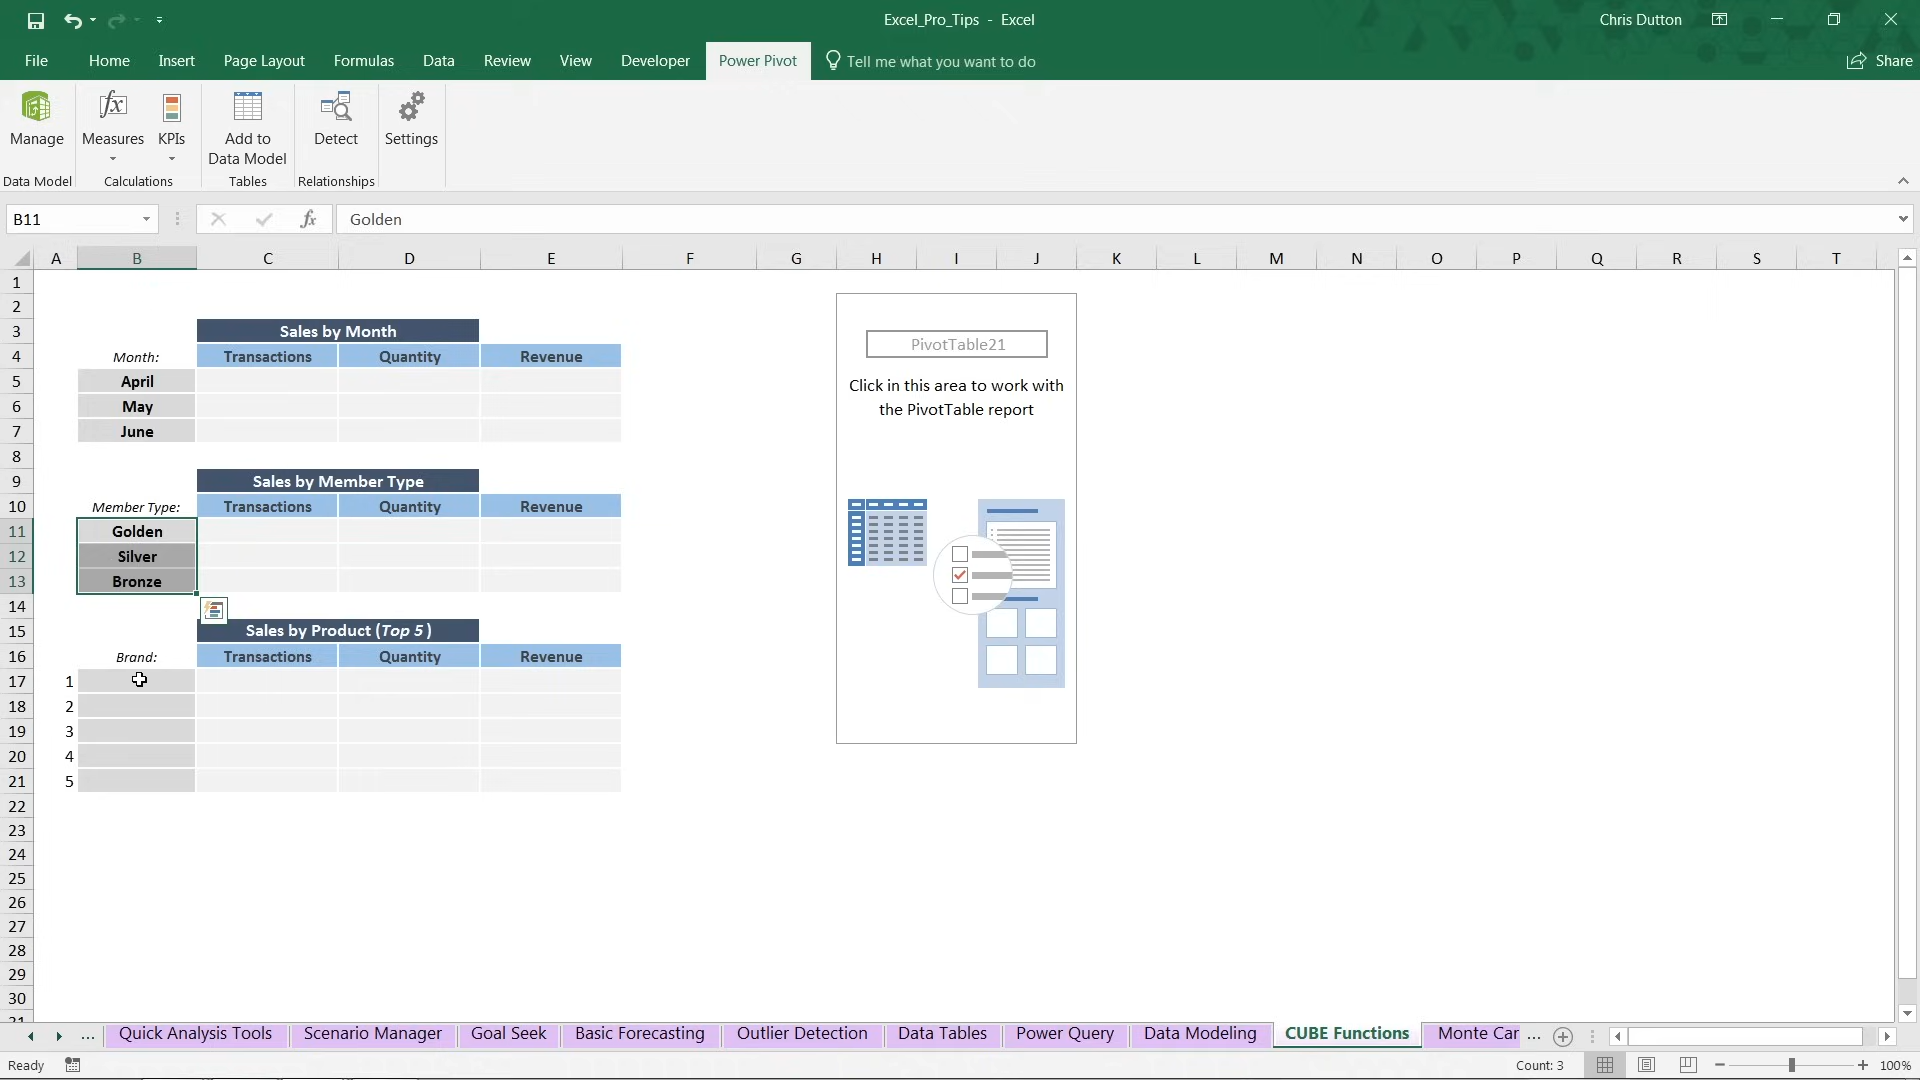 Excel_Pro_Tips - Excel
Chris Dutton
File Home Insert Page Layout Formulas Data Review View Developer Power Pivot Tell me what you want to do Share
Manage Measures KPIs Add to Data Model Detect Settings
Data Model Calculations Tables Relationships
B11 fx Golden
A B C D E F G H I J K L M N O P Q R S T
1
2
3 Sales by Month
PivotTable21
4 Month: Transactions Quantity Revenue
5 April
Click in this area to work with
6 May
the PivotTable report
7 June
8
9 Sales by Member Type
10 Member Type: Transactions Quantity Revenue
11 Golden
12 Silver
13 Bronze
14
15 Sales by Product (Top 5 )
16 Brand: Transactions Quantity Revenue
17 1
18 2
19 3
20 4
21 5
22
23
24
25
26
27
28
29
30
... Quick Analysis Tools Scenario Manager Goal Seek Basic Forecasting Outlier Detection Data Tables Power Query Data Modeling CUBE Functions Monte Car ...
Ready Count: 3 100%